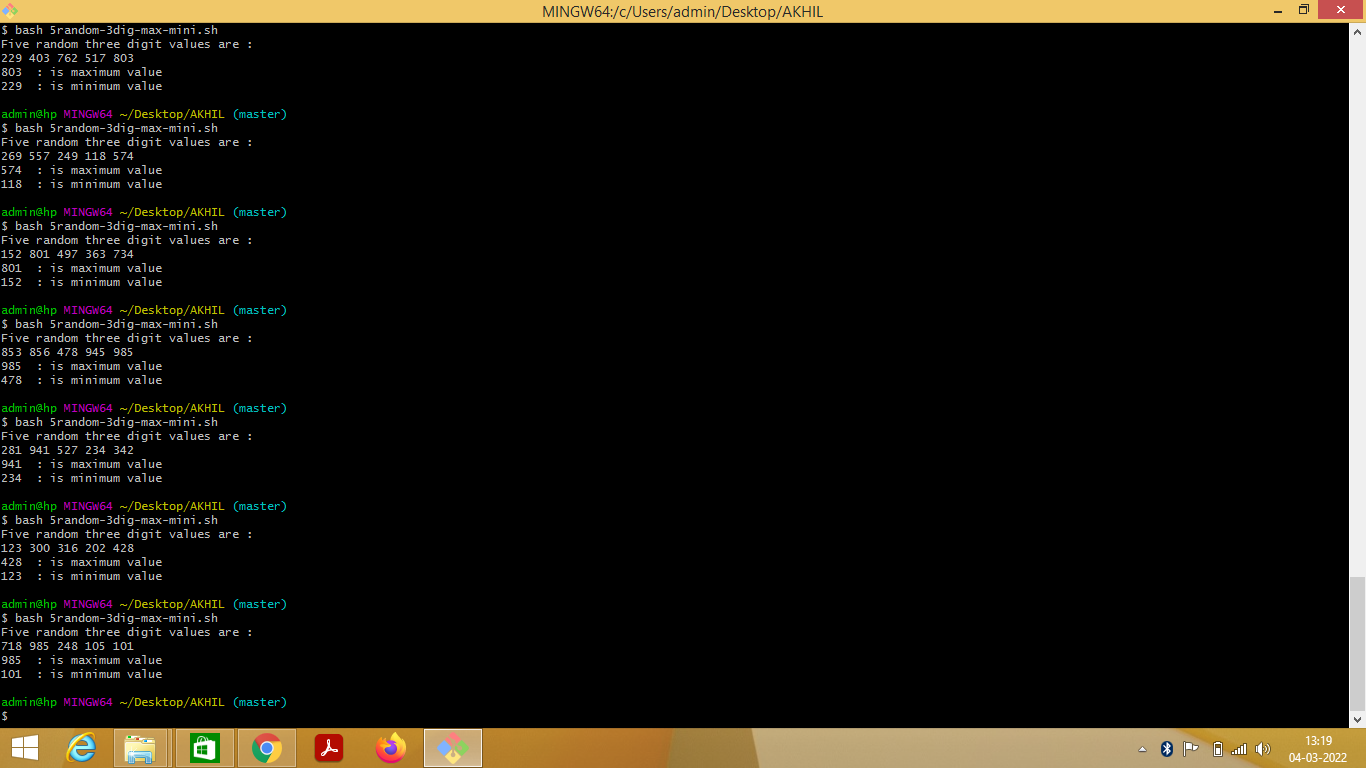 MINGW64:/c/Users/admin/Desktop/AKHIL
$ bash 5random-3dig-max-mini.sh
Five random three digit values are :
229 403 762 517 803
803  : is maximum value
229  : is minimum value
admin@hp MINGW64 ~/Desktop/AKHIL (master)
$ bash 5random-3dig-max-mini.sh
Five random three digit values are :
269 557 249 118 574
574  : is maximum value
118  : is minimum value
admin@hp MINGW64 ~/Desktop/AKHIL (master)
$ bash 5random-3dig-max-mini.sh
Five random three digit values are :
152 801 497 363 734
801  : is maximum value
152  : is minimum value
admin@hp MINGW64 ~/Desktop/AKHIL (master)
$ bash 5random-3dig-max-mini.sh
Five random three digit values are :
853 856 478 945 985
985  : is maximum value
478  : is minimum value
admin@hp MINGW64 ~/Desktop/AKHIL (master)
$ bash 5random-3dig-max-mini.sh
Five random three digit values are :
281 941 527 234 342
941  : is maximum value
234  : is minimum value
admin@hp MINGW64 ~/Desktop/AKHIL (master)
$ bash 5random-3dig-max-mini.sh
Five random three digit values are :
123 300 316 202 428
428  : is maximum value
123  : is minimum value
admin@hp MINGW64 ~/Desktop/AKHIL (master)
$ bash 5random-3dig-max-mini.sh
Five random three digit values are :
718 985 248 105 101
985  : is maximum value
101  : is minimum value
admin@hp MINGW64 ~/Desktop/AKHIL (master)
$
13:19
04-03-2022